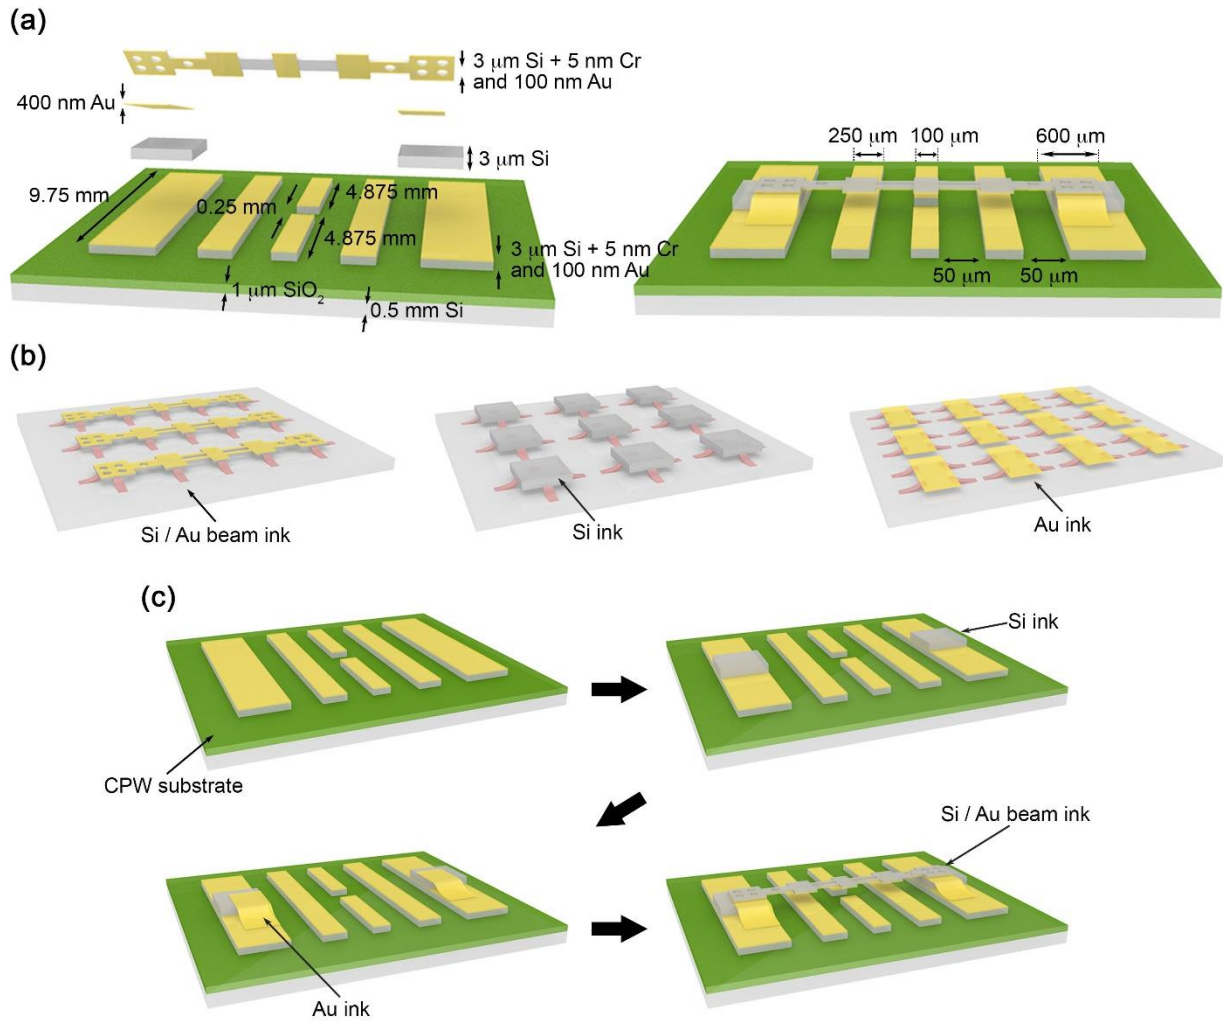 (a)
3 μm Si + 5 nm Cr
and 100 nm Au
400 nm Au
3 μm Si
9.75 mm
0.25 mm
4.875 mm
4.875 mm
3 μm Si + 5 nm Cr
and 100 nm Au
1 μm SiO₂
0.5 mm Si
250 μm
100 μm
600 μm
50 μm
50 μm
(b)
Si / Au beam ink
Si ink
Au ink
(c)
CPW substrate
Si ink
Au ink
Si / Au beam ink